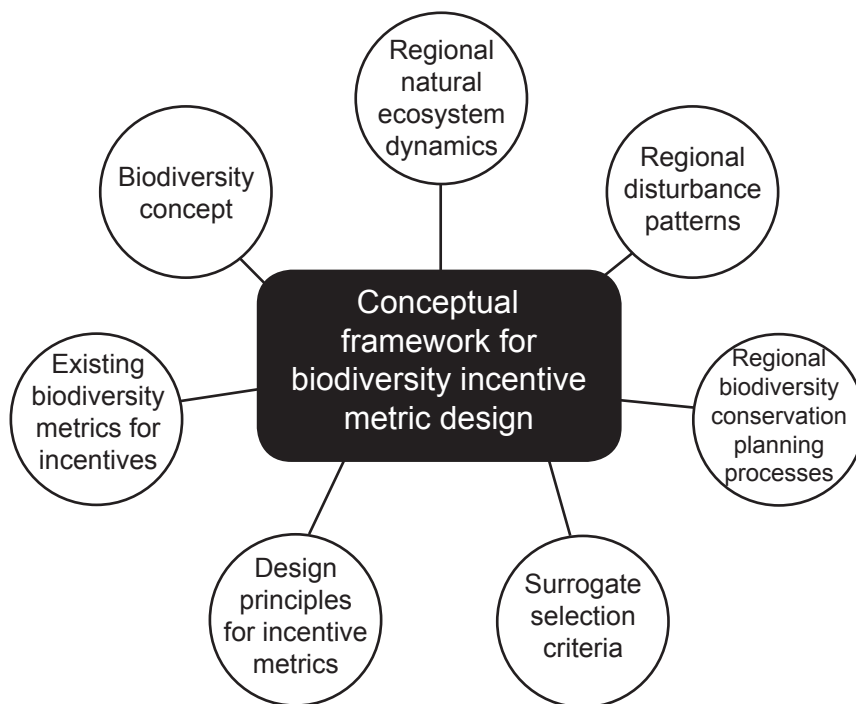 Regional
natural
ecosystem
dynamics
Biodiversity
concept
Regional
disturbance
patterns
Conceptual
framework for
biodiversity incentive
metric design
Existing
biodiversity
metrics for
incentives
Regional
biodiversity
conservation
planning
processes
Design
principles
for incentive
metrics
Surrogate
selection
criteria